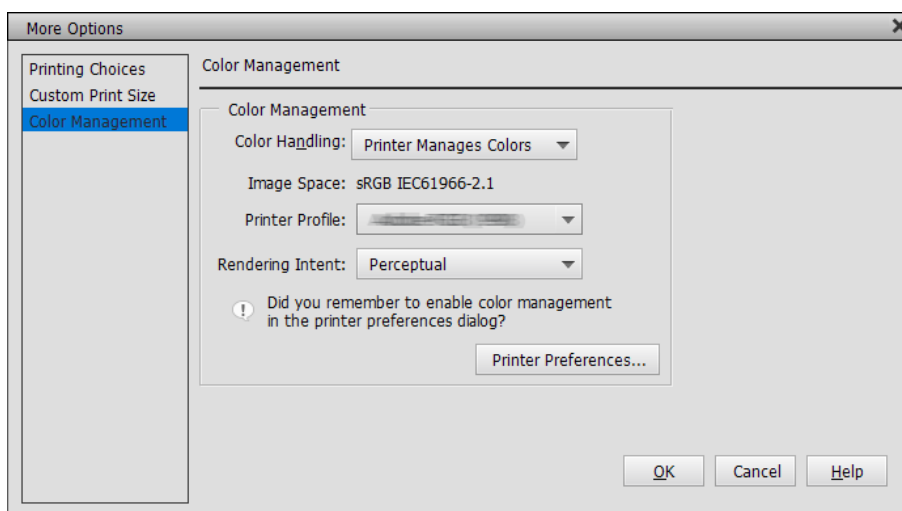 More Options
Printing Choices
Custom Print Size
Color Management
Color Management
Color Management
Color Handling: Printer Manages Colors
Image Space: sRGB IEC61966-2.1
Printer Profile:
Rendering Intent: Perceptual
Did you remember to enable color management
in the printer preferences dialog?
Printer Preferences...
OK Cancel Help